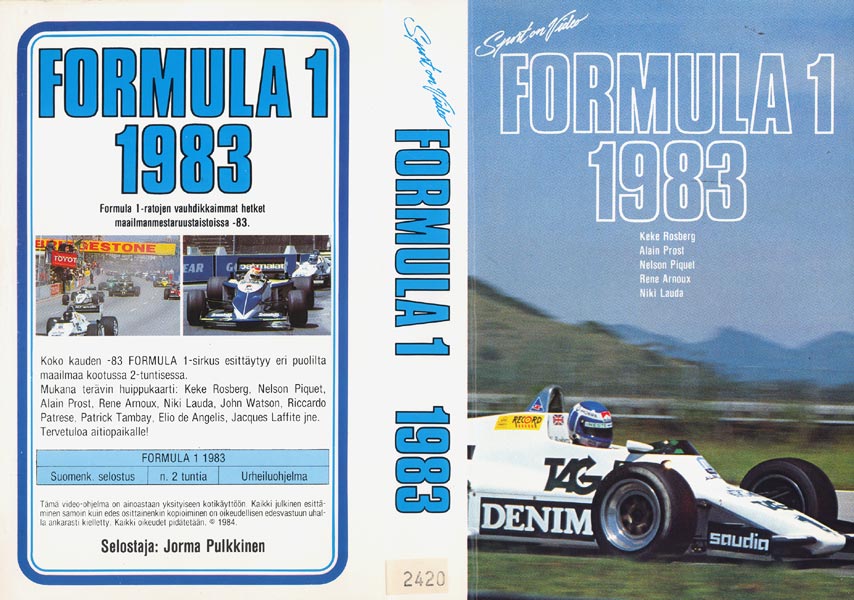 FORMULA 1
1983
Formula 1-ratojen vauhdikkaimmat hetket
maailmanmestaruustaistoissa -83.
BRIDGESTONE
TOYOT
EAR
GOO
parmalat
Koko kauden -83 FORMULA 1-sirkus esittäytyy eri puolilta
maailmaa kootussa 2-tuntisessa.
Mukana terävin huippukaarti: Keke Rosberg, Nelson Piquet,
Alain Prost, Rene Arnoux, Niki Lauda, John Watson, Riccardo
Patrese, Patrick Tambay, Elio de Angelis, Jacques Laffite jne.
Tervetuloa aitiopaikalle!
FORMULA 1 1983
Suomenk. selostus n. 2 tuntia Urheiluohjelma
Tämä video-ohjelma on ainoastaan yksityiseen kotikäyttöön. Kaikki julkinen esittä-
minen samoin kuin edes osittainenkin kopioiminen on oikeudellisen edesvastuun uhal-
la ankarasti kielletty. Kaikki oikeudet pidätetään. © 1984.
Selostaja: Jorma Pulkkinen
Sport on Video
FORMULA 1 1983
2420
Sport on Video
FORMULA 1
1983
Keke Rosberg
Alain Prost
Nelson Piquet
Rene Arnoux
Niki Lauda
RECORD
TAG
DENIM
saudia
1